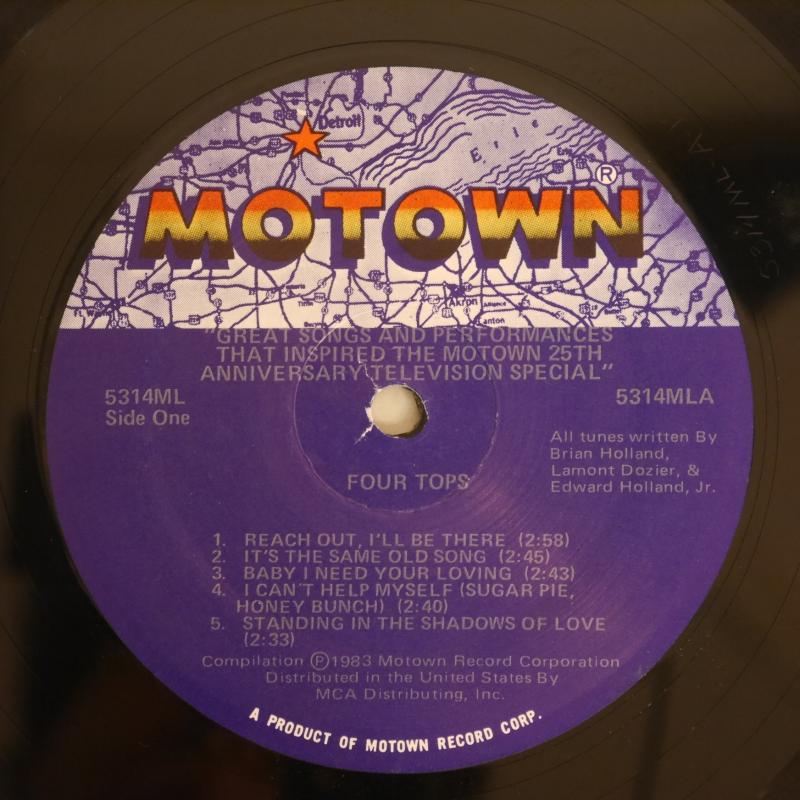 Detroit
Erie
MOTOWN®
Akron
"GREAT SONGS AND PERFORMANCES
THAT INSPIRED THE MOTOWN 25TH
ANNIVERSARY TELEVISION SPECIAL"
5314ML
Side One
5314MLA
All tunes written By
Brian Holland,
Lamont Dozier, &
Edward Holland, Jr.
FOUR TOPS
1. REACH OUT, I'LL BE THERE (2:58)
2. IT'S THE SAME OLD SONG (2:45)
3. BABY I NEED YOUR LOVING (2:43)
4. I CAN'T HELP MYSELF (SUGAR PIE,
HONEY BUNCH) (2:40)
5. STANDING IN THE SHADOWS OF LOVE
(2:33)
Compilation Ⓟ1983 Motown Record Corporation
Distributed in the United States By
MCA Distributing, Inc.
A PRODUCT OF MOTOWN RECORD CORP.